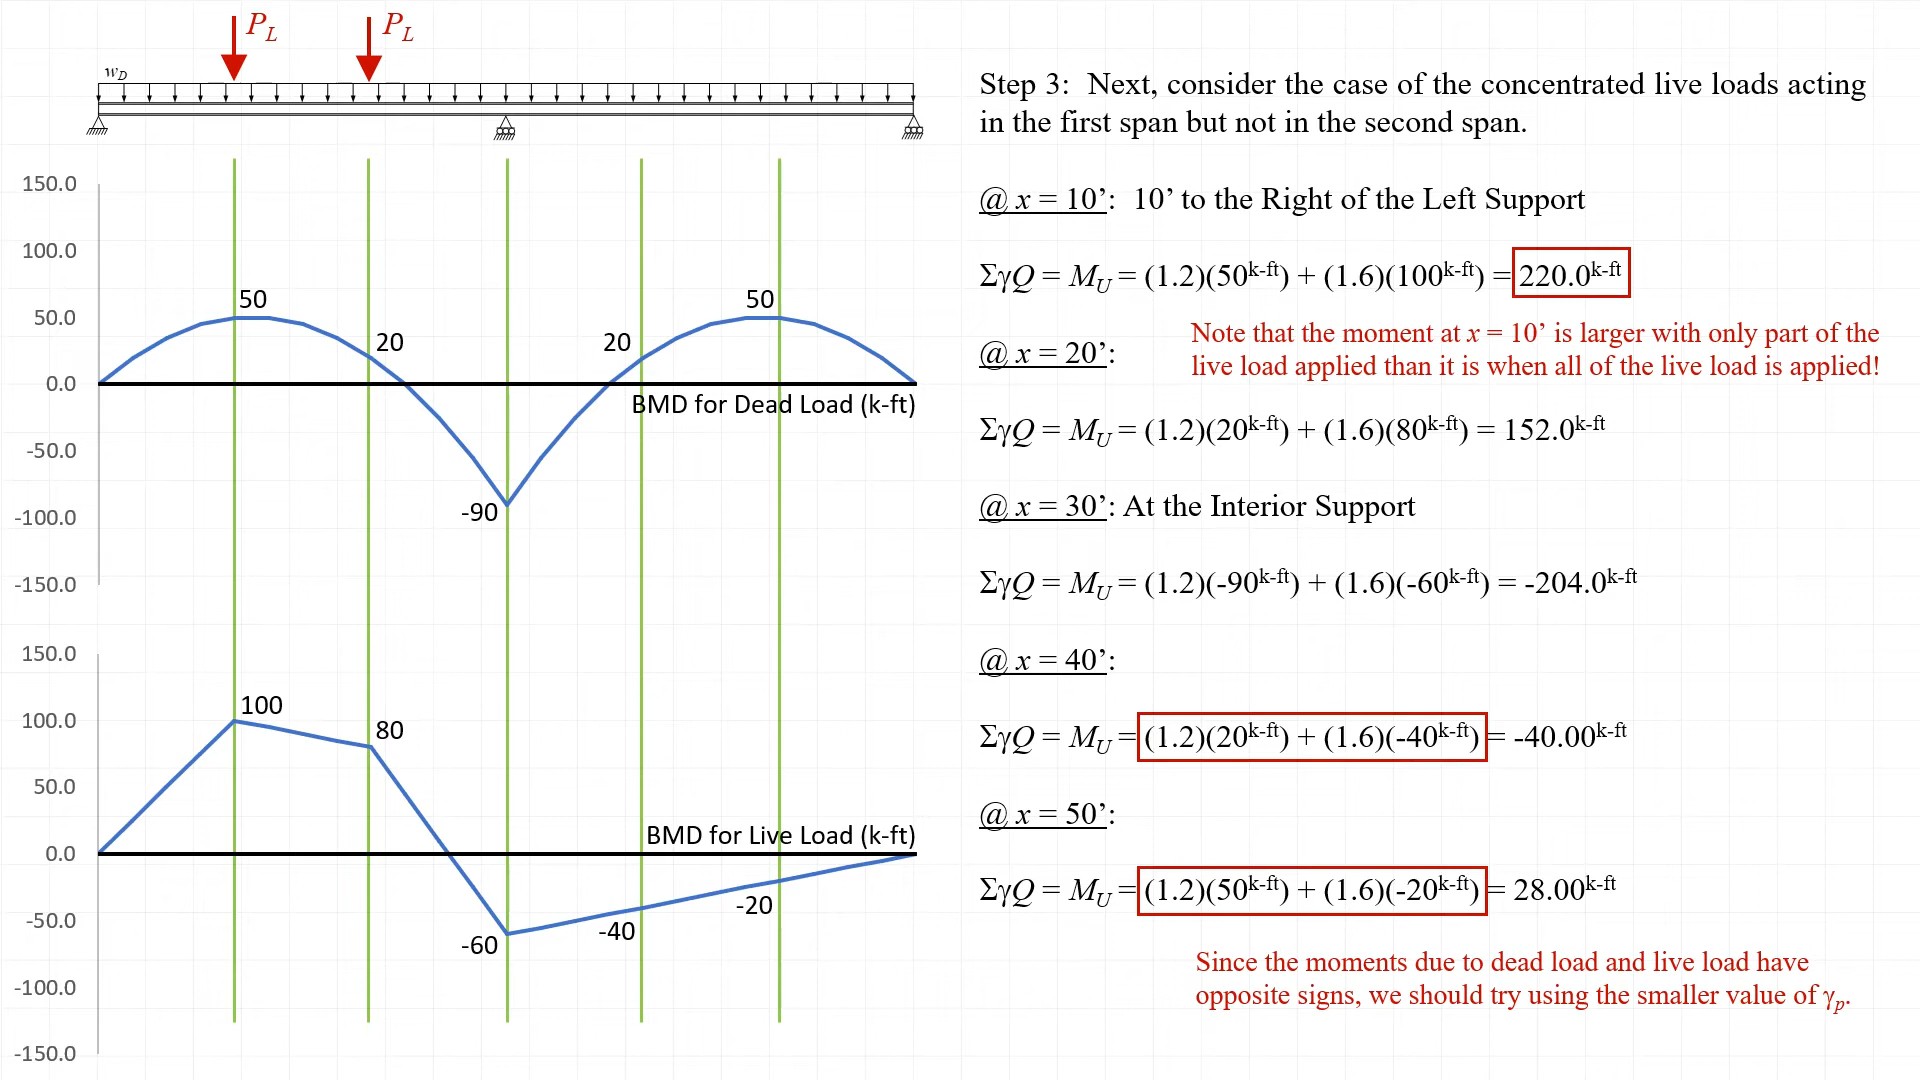 P_L P_L
w_D
150.0
100.0
50.0
0.0
-50.0
-100.0
-150.0
50
20
-90
20
50
BMD for Dead Load (k-ft)
150.0
100.0
50.0
0.0
-50.0
-100.0
-150.0
100
80
-60
-40
-20
BMD for Live Load (k-ft)
Step 3: Next, consider the case of the concentrated live loads acting
in the first span but not in the second span.
@ x = 10’: 10’ to the Right of the Left Support
ΣγQ = M_U = (1.2)(50^k-ft) + (1.6)(100^k-ft) = 220.0^k-ft
Note that the moment at x = 10’ is larger with only part of the
live load applied than it is when all of the live load is applied!
@ x = 20’:
ΣγQ = M_U = (1.2)(20^k-ft) + (1.6)(80^k-ft) = 152.0^k-ft
@ x = 30’: At the Interior Support
ΣγQ = M_U = (1.2)(-90^k-ft) + (1.6)(-60^k-ft) = -204.0^k-ft
@ x = 40’:
ΣγQ = M_U = (1.2)(20^k-ft) + (1.6)(-40^k-ft) = -40.00^k-ft
@ x = 50’:
ΣγQ = M_U = (1.2)(50^k-ft) + (1.6)(-20^k-ft) = 28.00^k-ft
Since the moments due to dead load and live load have
opposite signs, we should try using the smaller value of γ_p.